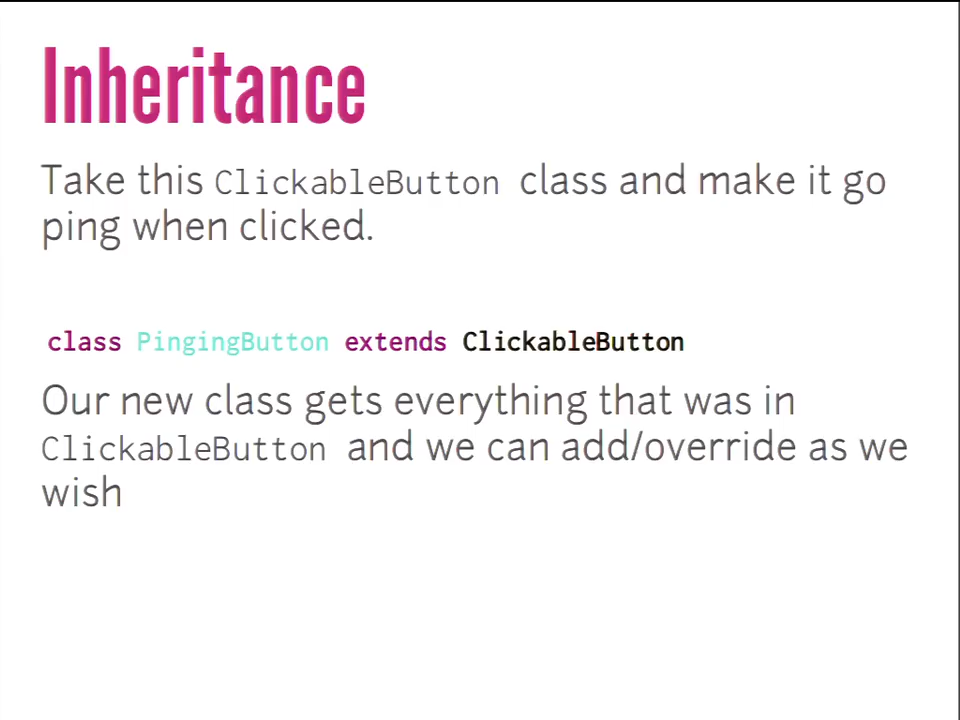 Inheritance
Take this ClickableButton class and make it go
ping when clicked.
class PingingButton extends ClickableButton
Our new class gets everything that was in
ClickableButton and we can add/override as we
wish